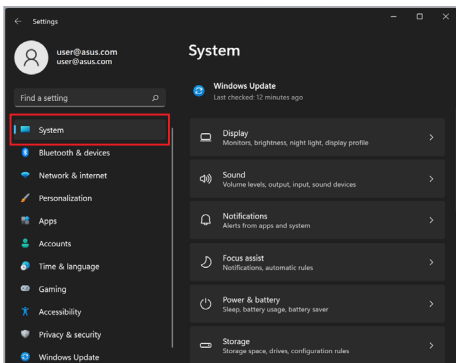 Settings
user@asus.com
user@asus.com
Find a setting
System
Bluetooth & devices
Network & internet
Personalization
Apps
Accounts
Time & language
Gaming
Accessibility
Privacy & security
Windows Update
System
Windows Update
Last checked: 12 minutes ago
Display
Monitors, brightness, night light, display profile
Sound
Volume levels, output, input, sound devices
Notifications
Alerts from apps and system
Focus assist
Notifications, automatic rules
Power & battery
Sleep, battery usage, battery saver
Storage
Storage space, drives, configuration rules